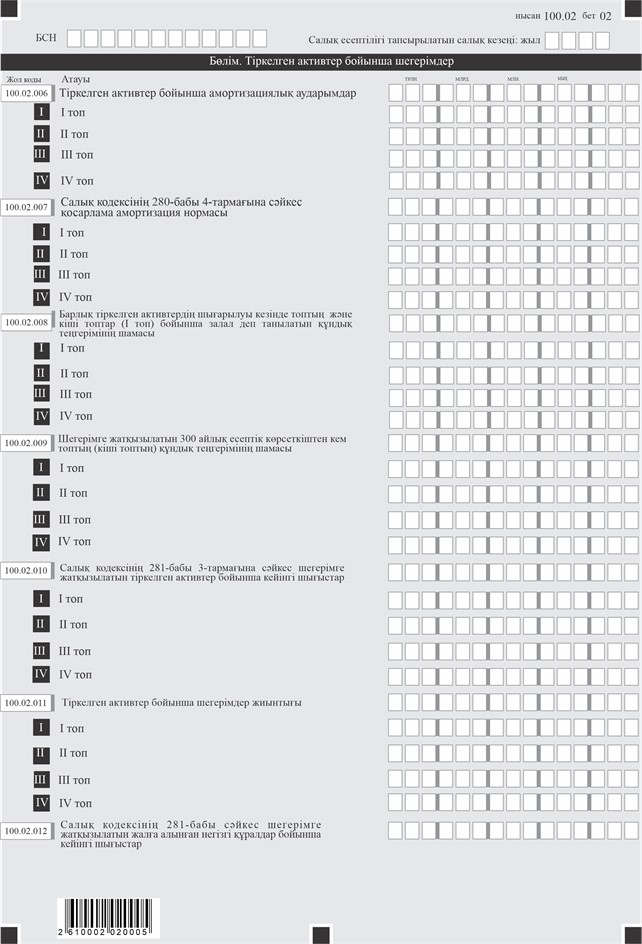 нысан 100.02 бет 02
БСН
Салық есептілігі тапсырылатын салық кезеңі: жыл
Бөлім. Тіркелген активтер бойынша шегерімдер
Жол коды Атауы трлн. млрд. млн. мың
100.02.006 Тіркелген активтер бойынша амортизациялық аударымдар
I I топ
II II топ
III III топ
IV IV топ
100.02.007 Салық кодексінің 280-бабы 4-тармағына сәйкес
қосарлама амортизация нормасы
I I топ
II II топ
III III топ
IV IV топ
100.02.008 Барлық тіркелген активтердің шығарылуы кезінде топтың және
кіші топтар (I топ) бойынша залал деп танылатын құндық
теңгерімінің шамасы
I I топ
II II топ
III III топ
IV IV топ
100.02.009 Шегерімге жатқызылатын 300 айлық есептік көрсеткіштен кем
топтың (кіші топтың) құндық теңгерімінің шамасы
I I топ
II II топ
III III топ
IV IV топ
100.02.010 Салық кодексінің 281-бабы 3-тармағына сәйкес шегерімге
жатқызылатын тіркелген активтер бойынша кейінгі шығыстар
I I топ
II II топ
III III топ
IV IV топ
100.02.011 Тіркелген активтер бойынша шегерімдер жиынтығы
I I топ
II II топ
III III топ
IV IV топ
100.02.012 Салық кодексінің 281-бабы сәйкес шегерімге
жатқызылатын жалға алынған негізгі құралдар бойынша
кейінгі шығыстар
2610002020005